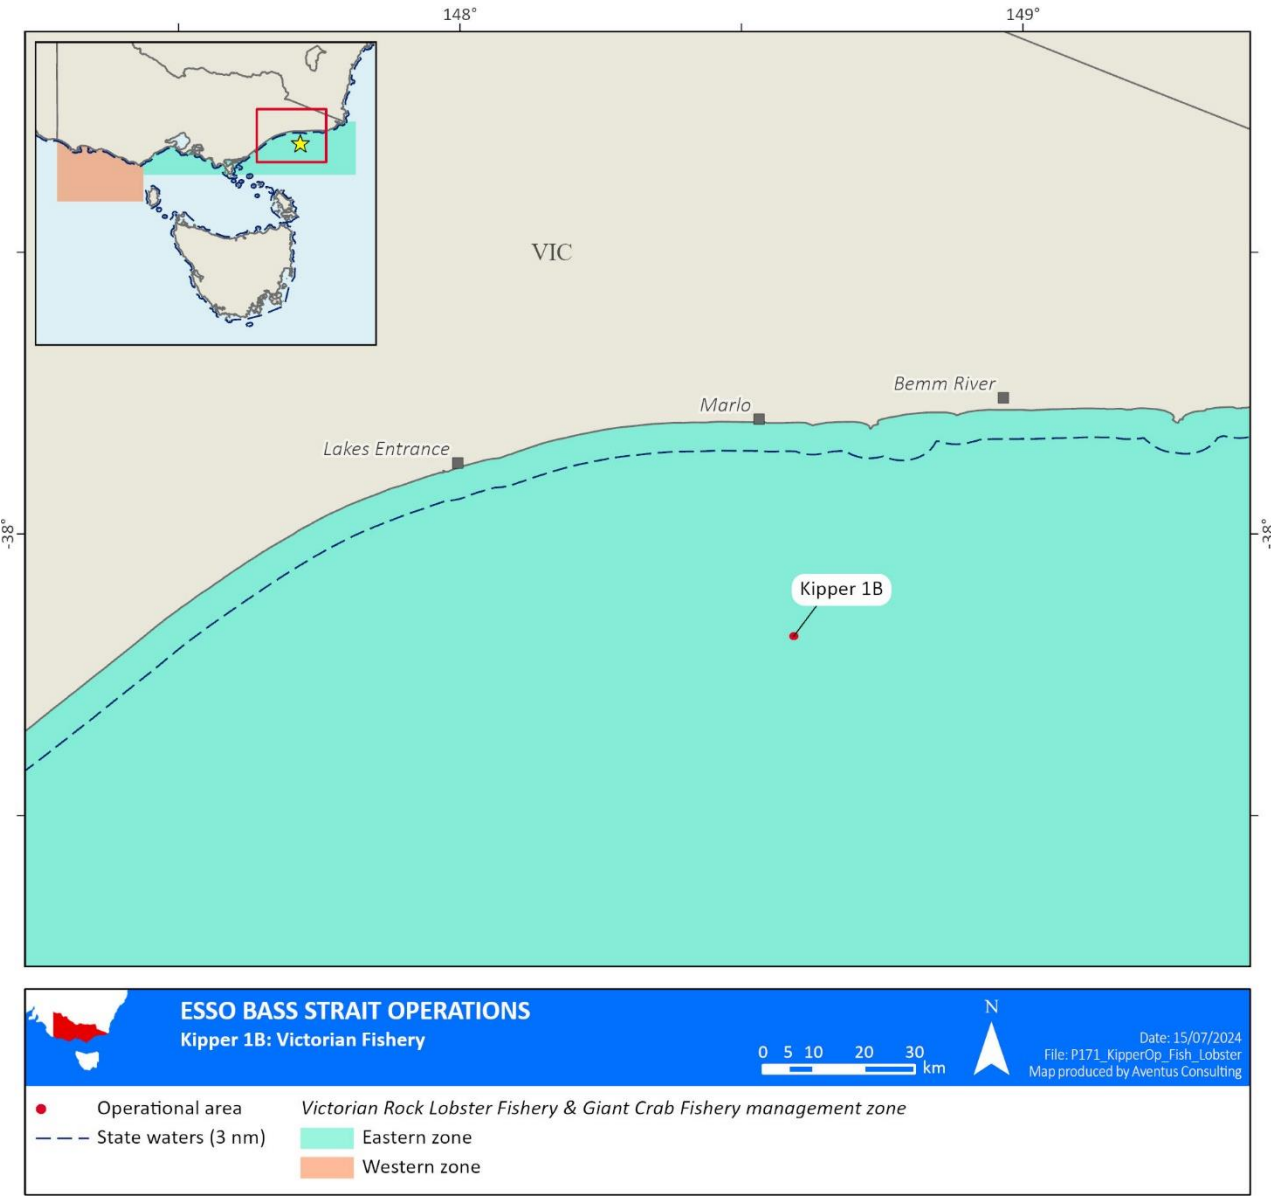 148°
149°
VIC
Bemm River
Marlo
Lakes Entrance
-38°
-38°
Kipper 1B
ESSO BASS STRAIT OPERATIONS
Kipper 1B: Victorian Fishery
0 5 10 20 30
km
N
Date: 15/07/2024
File: P171_KipperOp_Fish_Lobster
Map produced by Aventus Consulting
Operational area
State waters (3 nm)
Victorian Rock Lobster Fishery & Giant Crab Fishery management zone
Eastern zone
Western zone